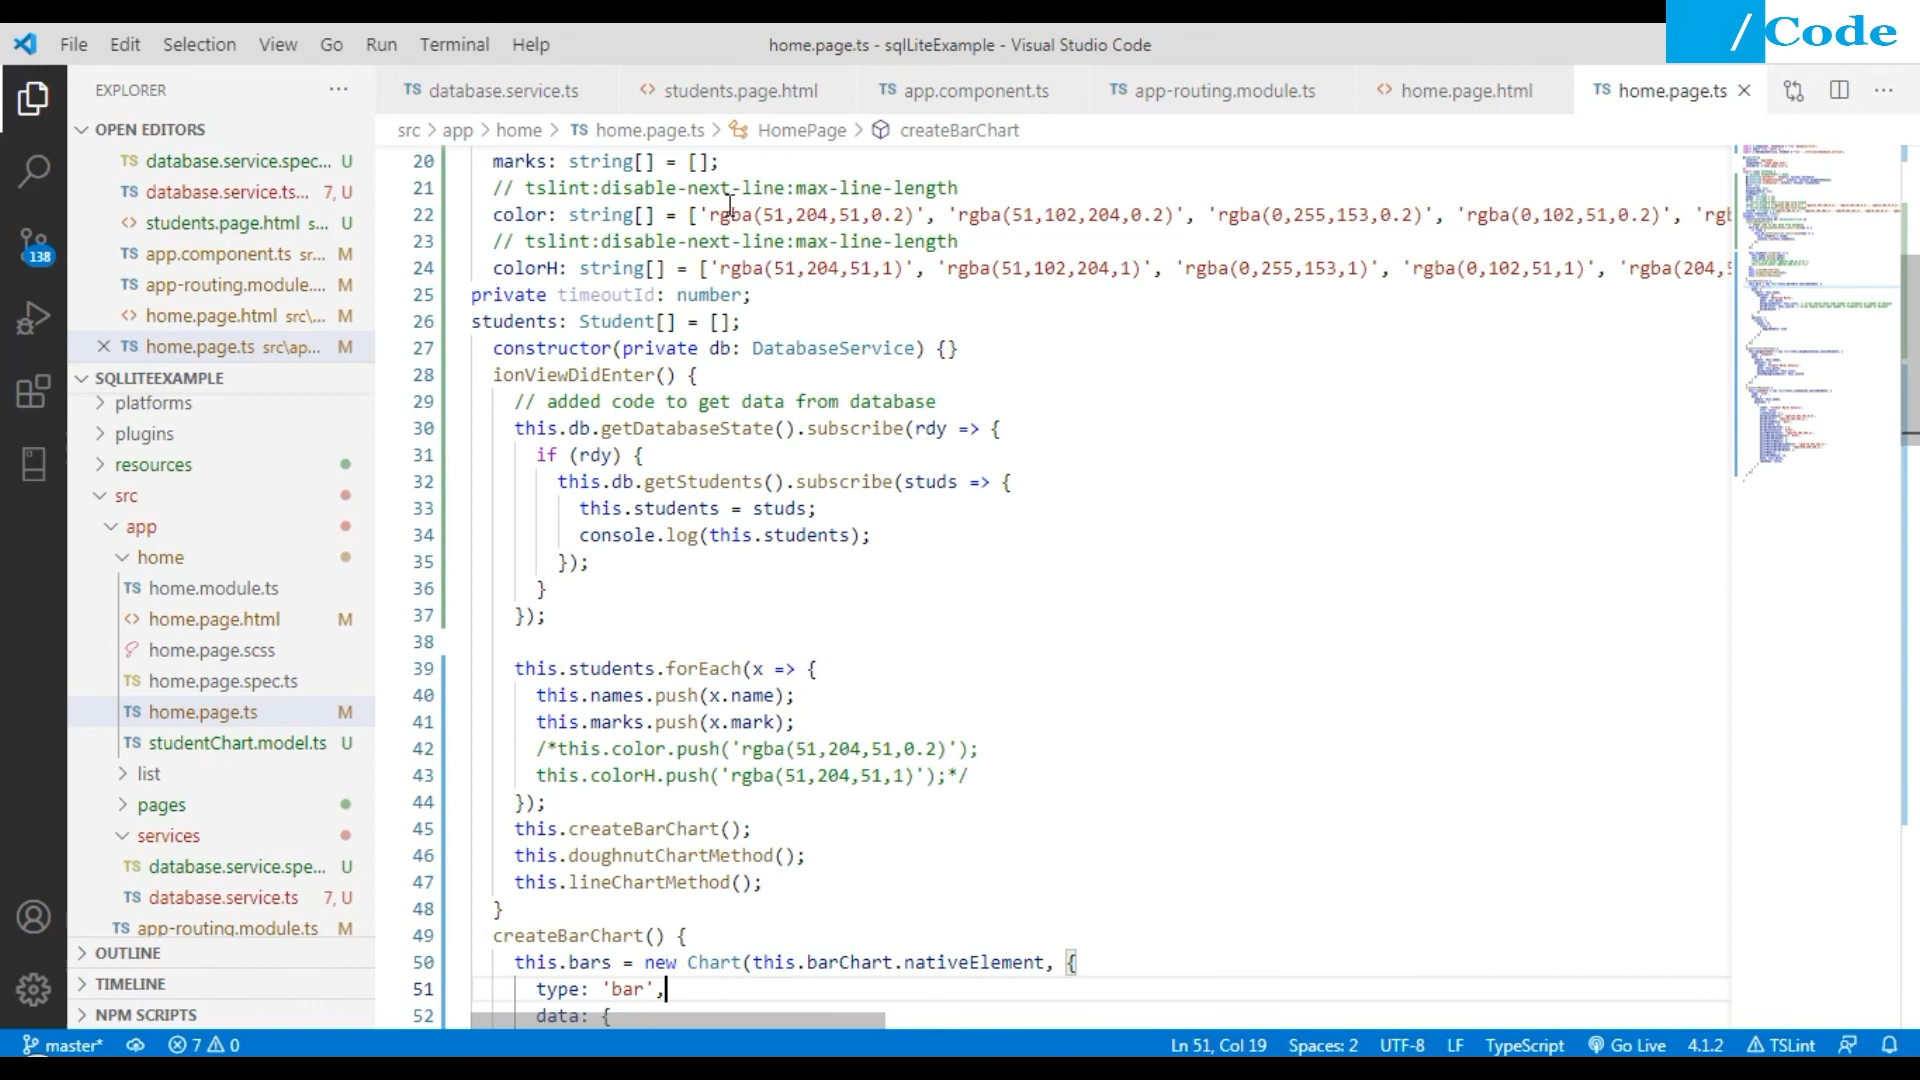 /Code
File Edit Selection View Go Run Terminal Help
home.page.ts - sqlLiteExample - Visual Studio Code
EXPLORER
OPEN EDITORS
TS database.service.spec... U
TS database.service.ts... 7, U
<> students.page.html s... U
TS app.component.ts sr... M
TS app-routing.module.... M
<> home.page.html src\... M
TS home.page.ts src\ap... M
SQLLITEEXAMPLE
platforms
plugins
resources
src
app
home
TS home.module.ts
<> home.page.html M
home.page.scss
TS home.page.spec.ts
TS home.page.ts M
TS studentChart.model.ts U
list
pages
services
TS database.service.spe... U
TS database.service.ts 7, U
TS app-routing.module.ts M
OUTLINE
TIMELINE
NPM SCRIPTS
138
TS database.service.ts <> students.page.html TS app.component.ts TS app-routing.module.ts <> home.page.html TS home.page.ts
src > app > home > TS home.page.ts > HomePage > createBarChart
20 marks: string[] = [];
21 // tslint:disable-next-line:max-line-length
22 color: string[] = ['rgba(51,204,51,0.2)', 'rgba(51,102,204,0.2)', 'rgba(0,255,153,0.2)', 'rgba(0,102,51,0.2)', 'rgb
23 // tslint:disable-next-line:max-line-length
24 colorH: string[] = ['rgba(51,204,51,1)', 'rgba(51,102,204,1)', 'rgba(0,255,153,1)', 'rgba(0,102,51,1)', 'rgba(204,5
25 private timeoutId: number;
26 students: Student[] = [];
27 constructor(private db: DatabaseService) {}
28 ionViewDidEnter() {
29 // added code to get data from database
30 this.db.getDatabaseState().subscribe(rdy => {
31 if (rdy) {
32 this.db.getStudents().subscribe(studs => {
33 this.students = studs;
34 console.log(this.students);
35 });
36 }
37 });
38
39 this.students.forEach(x => {
40 this.names.push(x.name);
41 this.marks.push(x.mark);
42 /*this.color.push('rgba(51,204,51,0.2)');
43 this.colorH.push('rgba(51,204,51,1)');*/
44 });
45 this.createBarChart();
46 this.doughnutChartMethod();
47 this.lineChartMethod();
48 }
49 createBarChart() {
50 this.bars = new Chart(this.barChart.nativeElement, {
51 type: 'bar',
52 data: {
master* 7 0 Ln 51, Col 19 Spaces: 2 UTF-8 LF TypeScript Go Live 4.1.2 TSLint